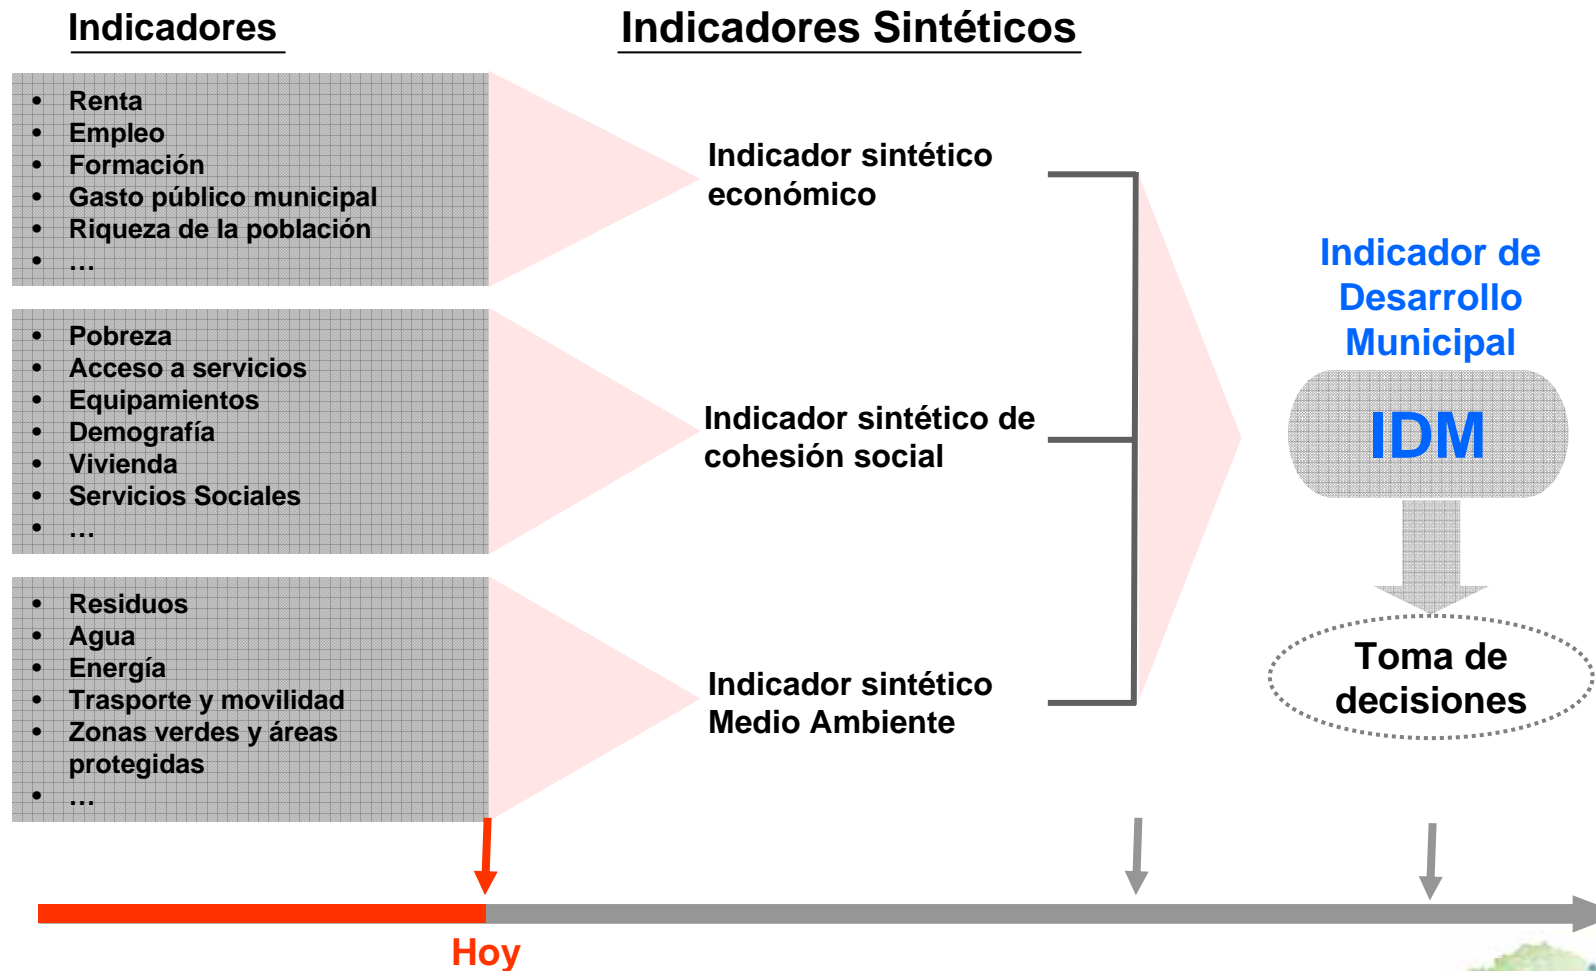 Indicadores
Indicadores Sintéticos
• Renta
• Empleo
• Formación
• Gasto público municipal
• Riqueza de la población
• …
Indicador sintético
económico
• Pobreza
• Acceso a servicios
• Equipamientos
• Demografía
• Vivienda
• Servicios Sociales
• …
Indicador sintético de
cohesión social
• Residuos
• Agua
• Energía
• Trasporte y movilidad
• Zonas verdes y áreas
protegidas
• …
Indicador sintético
Medio Ambiente
Indicador de
Desarrollo
Municipal
IDM
Toma de
decisiones
Hoy